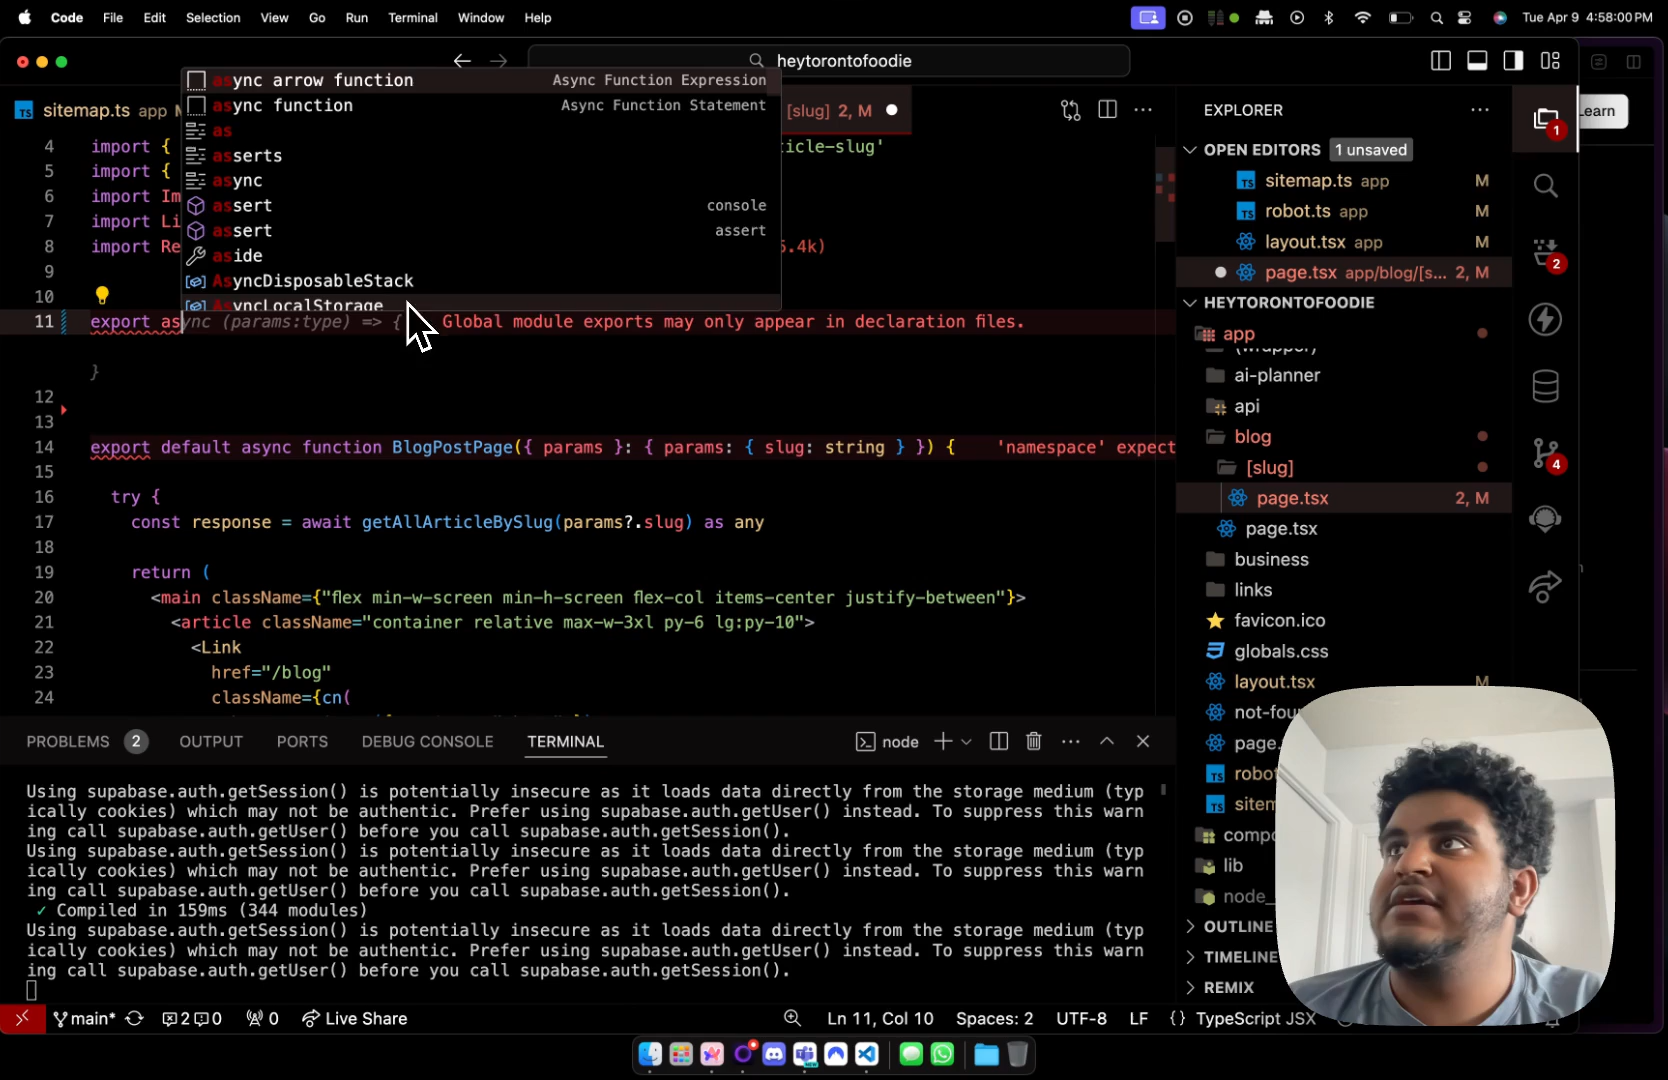 Code File Edit Selection View Go Run Terminal Window Help Tue Apr 9 4:58:00 PM
heytorontofoodie
sitemap.ts app M
[slug] 2, M
Learn
async arrow function Async Function Expression
async function Async Function Statement
as
asserts
async
assert console
assert assert
aside
AsyncDisposableStack
AsyncLocalStorage
4 import { icle-slug'
5 import {
6 import Im
7 import Li
8 import Re 5.4k)
9
10
11 export async (params:type) => { Global module exports may only appear in declaration files.
}
12
13
14 export default async function BlogPostPage({ params }: { params: { slug: string } }) { 'namespace' expect
15
16 try {
17 const response = await getAllArticleBySlug(params?.slug) as any
18
19 return (
20 <main className={"flex min-w-screen min-h-screen flex-col items-center justify-between"}>
21 <article className="container relative max-w-3xl py-6 lg:py-10">
22 <Link
23 href="/blog"
24 className={cn(
EXPLORER
OPEN EDITORS 1 unsaved
sitemap.ts app M
robot.ts app M
layout.tsx app M
page.tsx app/blog/[s... 2, M
HEYTORONTOFOODIE
app
(wrapper)
ai-planner
api
blog
[slug]
page.tsx 2, M
page.tsx
business
links
favicon.ico
globals.css
layout.tsx M
not-fou
page.
robot
sitem
compo
lib
node_
OUTLINE
TIMELINE
REMIX
1
2
4
PROBLEMS 2 OUTPUT PORTS DEBUG CONSOLE TERMINAL node
Using supabase.auth.getSession() is potentially insecure as it loads data directly from the storage medium (typ
ically cookies) which may not be authentic. Prefer using supabase.auth.getUser() instead. To suppress this warn
ing call supabase.auth.getUser() before you call supabase.auth.getSession().
Using supabase.auth.getSession() is potentially insecure as it loads data directly from the storage medium (typ
ically cookies) which may not be authentic. Prefer using supabase.auth.getUser() instead. To suppress this warn
ing call supabase.auth.getUser() before you call supabase.auth.getSession().
✓ Compiled in 159ms (344 modules)
Using supabase.auth.getSession() is potentially insecure as it loads data directly from the storage medium (typ
ically cookies) which may not be authentic. Prefer using supabase.auth.getUser() instead. To suppress this warn
ing call supabase.auth.getUser() before you call supabase.auth.getSession().
main* 2 0 0 Live Share Ln 11, Col 10 Spaces: 2 UTF-8 LF {} TypeScript JSX